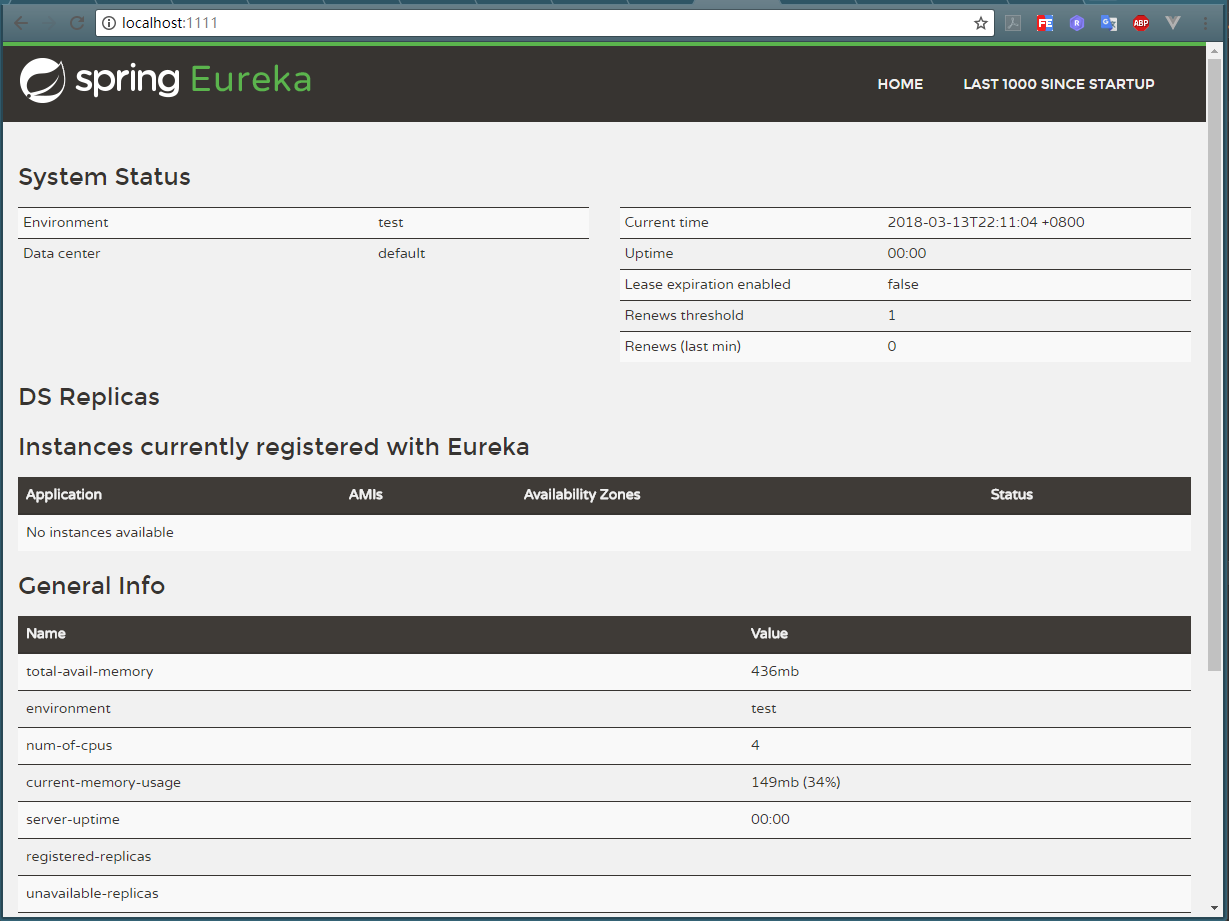 localhost:1111
FE
R
G
ABP
spring Eureka
HOME LAST 1000 SINCE STARTUP
System Status
Environment test
Data center default
Current time 2018-03-13T22:11:04 +0800
Uptime 00:00
Lease expiration enabled false
Renews threshold 1
Renews (last min) 0
DS Replicas
Instances currently registered with Eureka
Application AMIs Availability Zones Status
No instances available
General Info
Name Value
total-avail-memory 436mb
environment test
num-of-cpus 4
current-memory-usage 149mb (34%)
server-uptime 00:00
registered-replicas
unavailable-replicas